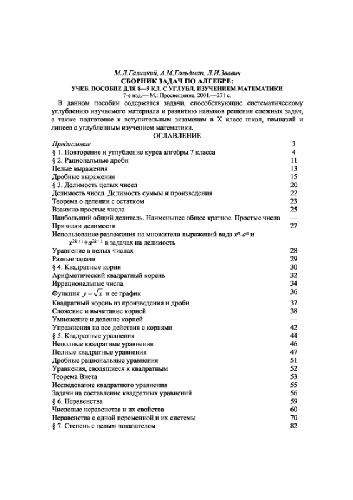 М.Л.Галицкий, А.М.Гольдман, Л.И.Звавич
СБОРНИК ЗАДАЧ ПО АЛГЕБРЕ:
УЧЕБ. ПОСОБИЕ ДЛЯ 8—9 КЛ. С УГЛУБЛ. ИЗУЧЕНИЕМ МАТЕМАТИКИ
7-е изд.— М.: Просвещение, 2001.—271 с.
В данном пособии содержатся задачи, способствующие систематическому
углублению изучаемого материала и развитию навыков решения сложных задач,
а также подготовке к вступительным экзаменам в X класс школ, гимназий и
лицеев с углубленным изучением математики.
ОГЛАВЛЕНИЕ
Предисловие 3
§ 1. Повторение и углубление курса алгебры 7 класса 4
§ 2. Рациональные дроби 11
Целые выражения 13
Дробные выражения 15
§ 3. Делимость целых чисел 20
Делимость чисел. Делимость суммы и произведения 22
Теорема о делении с остатком 23
Взаимно простые числа 25
Наибольший общий делитель. Наименьшее общее кратное. Простые числа —
Признаки делимости 27
Использование разложения на множители выражений вида xⁿ-aⁿ и
x²ᵏ⁺¹+a²ᵏ⁺¹ в задачах на делимость
Уравнение в целых числах 28
Разные задачи 29
§ 4. Квадратные корни 30
Арифметический квадратный корень 32
Иррациональные числа 34
Функция y=√x и ее график 36
Квадратный корень из произведения и дроби 37
Сложение и вычитание корней 38
Умножение и деление корней —
Упражнения на все действия с корнями 42
§ 5. Квадратные уравнения 44
Неполные квадратные уравнения 46
Полные квадратные уравнения 47
Дробные рациональные уравнения 51
Уравнения, сводящиеся к квадратным 52
Теорема Виета 53
Исследование квадратного уравнения 55
Задачи на составление квадратных уравнений 56
§ 6. Неравенства 59
Числовые неравенства и их свойства 60
Неравенства с одной переменной и их системы 70
§ 7. Степень с целым показателем 82